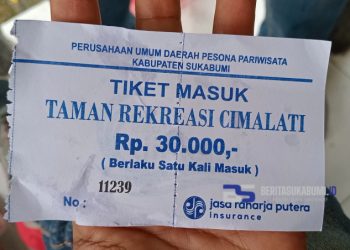 PERUSAHAAN UMUM DAERAH PESONA PARIWISATA
KABUPATEN SUKABUMI
TIKET MASUK
TAMAN REKREASI CIMALATI
Rp. 30.000,-
( Berlaku Satu Kali Masuk )
11239
No :
BERITASUKABUMI.ID
jasa raharja putera
insurance